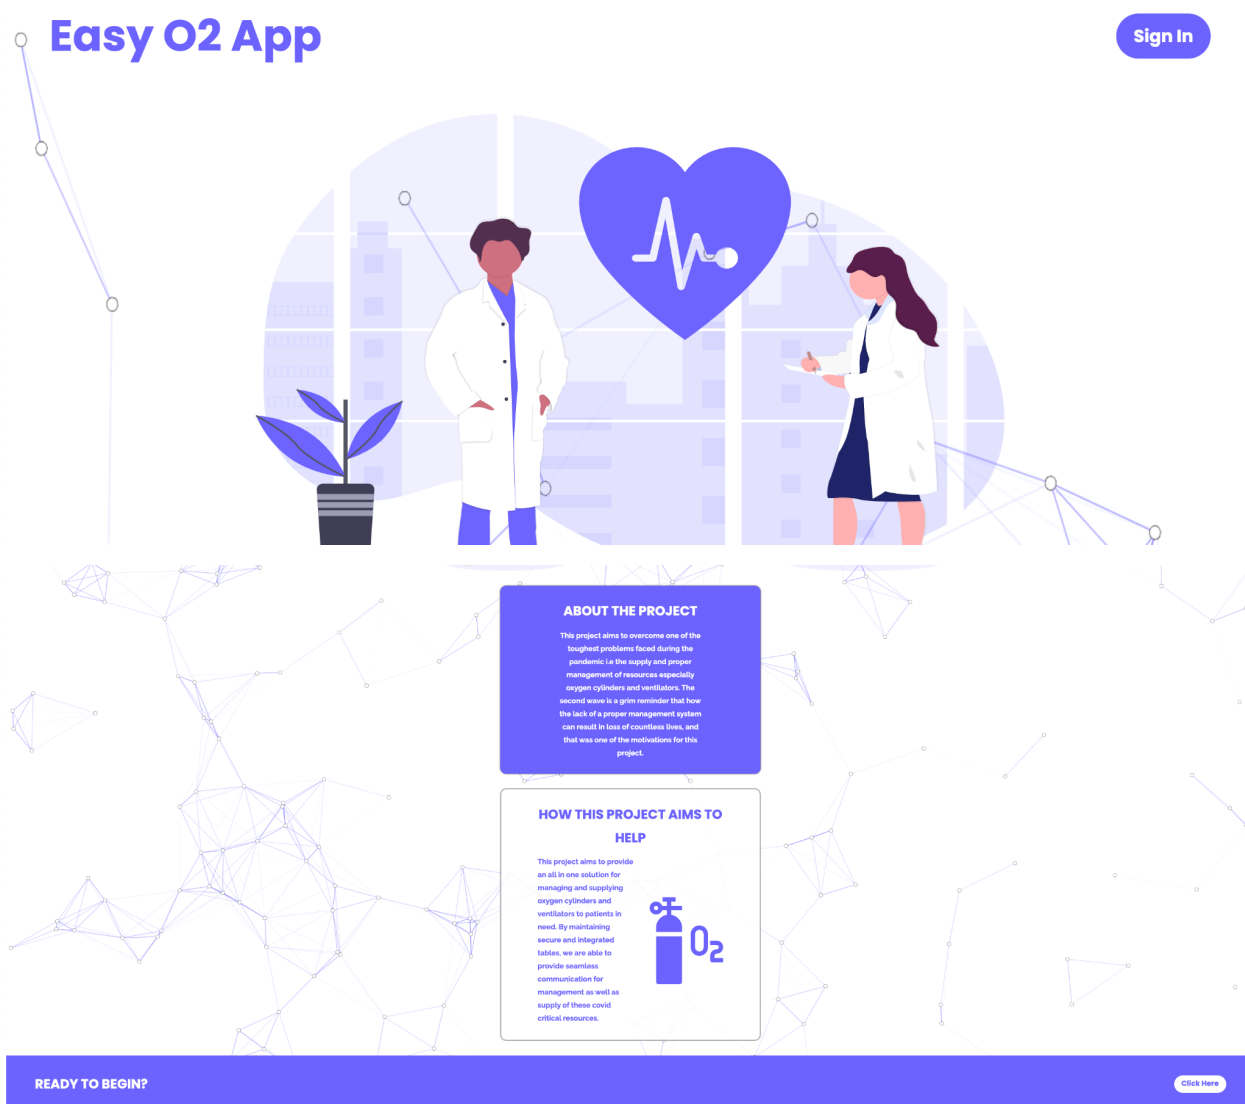 Easy O2 App
Sign In
ABOUT THE PROJECT
This project aims to overcome one of the
toughest problems faced during the
pandemic i.e the supply and proper
management of resources especially
oxygen cylinders and ventilators. The
second wave is a grim reminder that how
the lack of a proper management system
can result in loss of countless lives, and
that was one of the motivations for this
project.
HOW THIS PROJECT AIMS TO
HELP
This project aims to provide
an all in one solution for
managing and supplying
oxygen cylinders and
ventilators to patients in
need. By maintaining
secure and integrated
tables, we are able to
provide seamless
communication for
management as well as
supply of these covid
critical resources.
O2
READY TO BEGIN?
Click Here